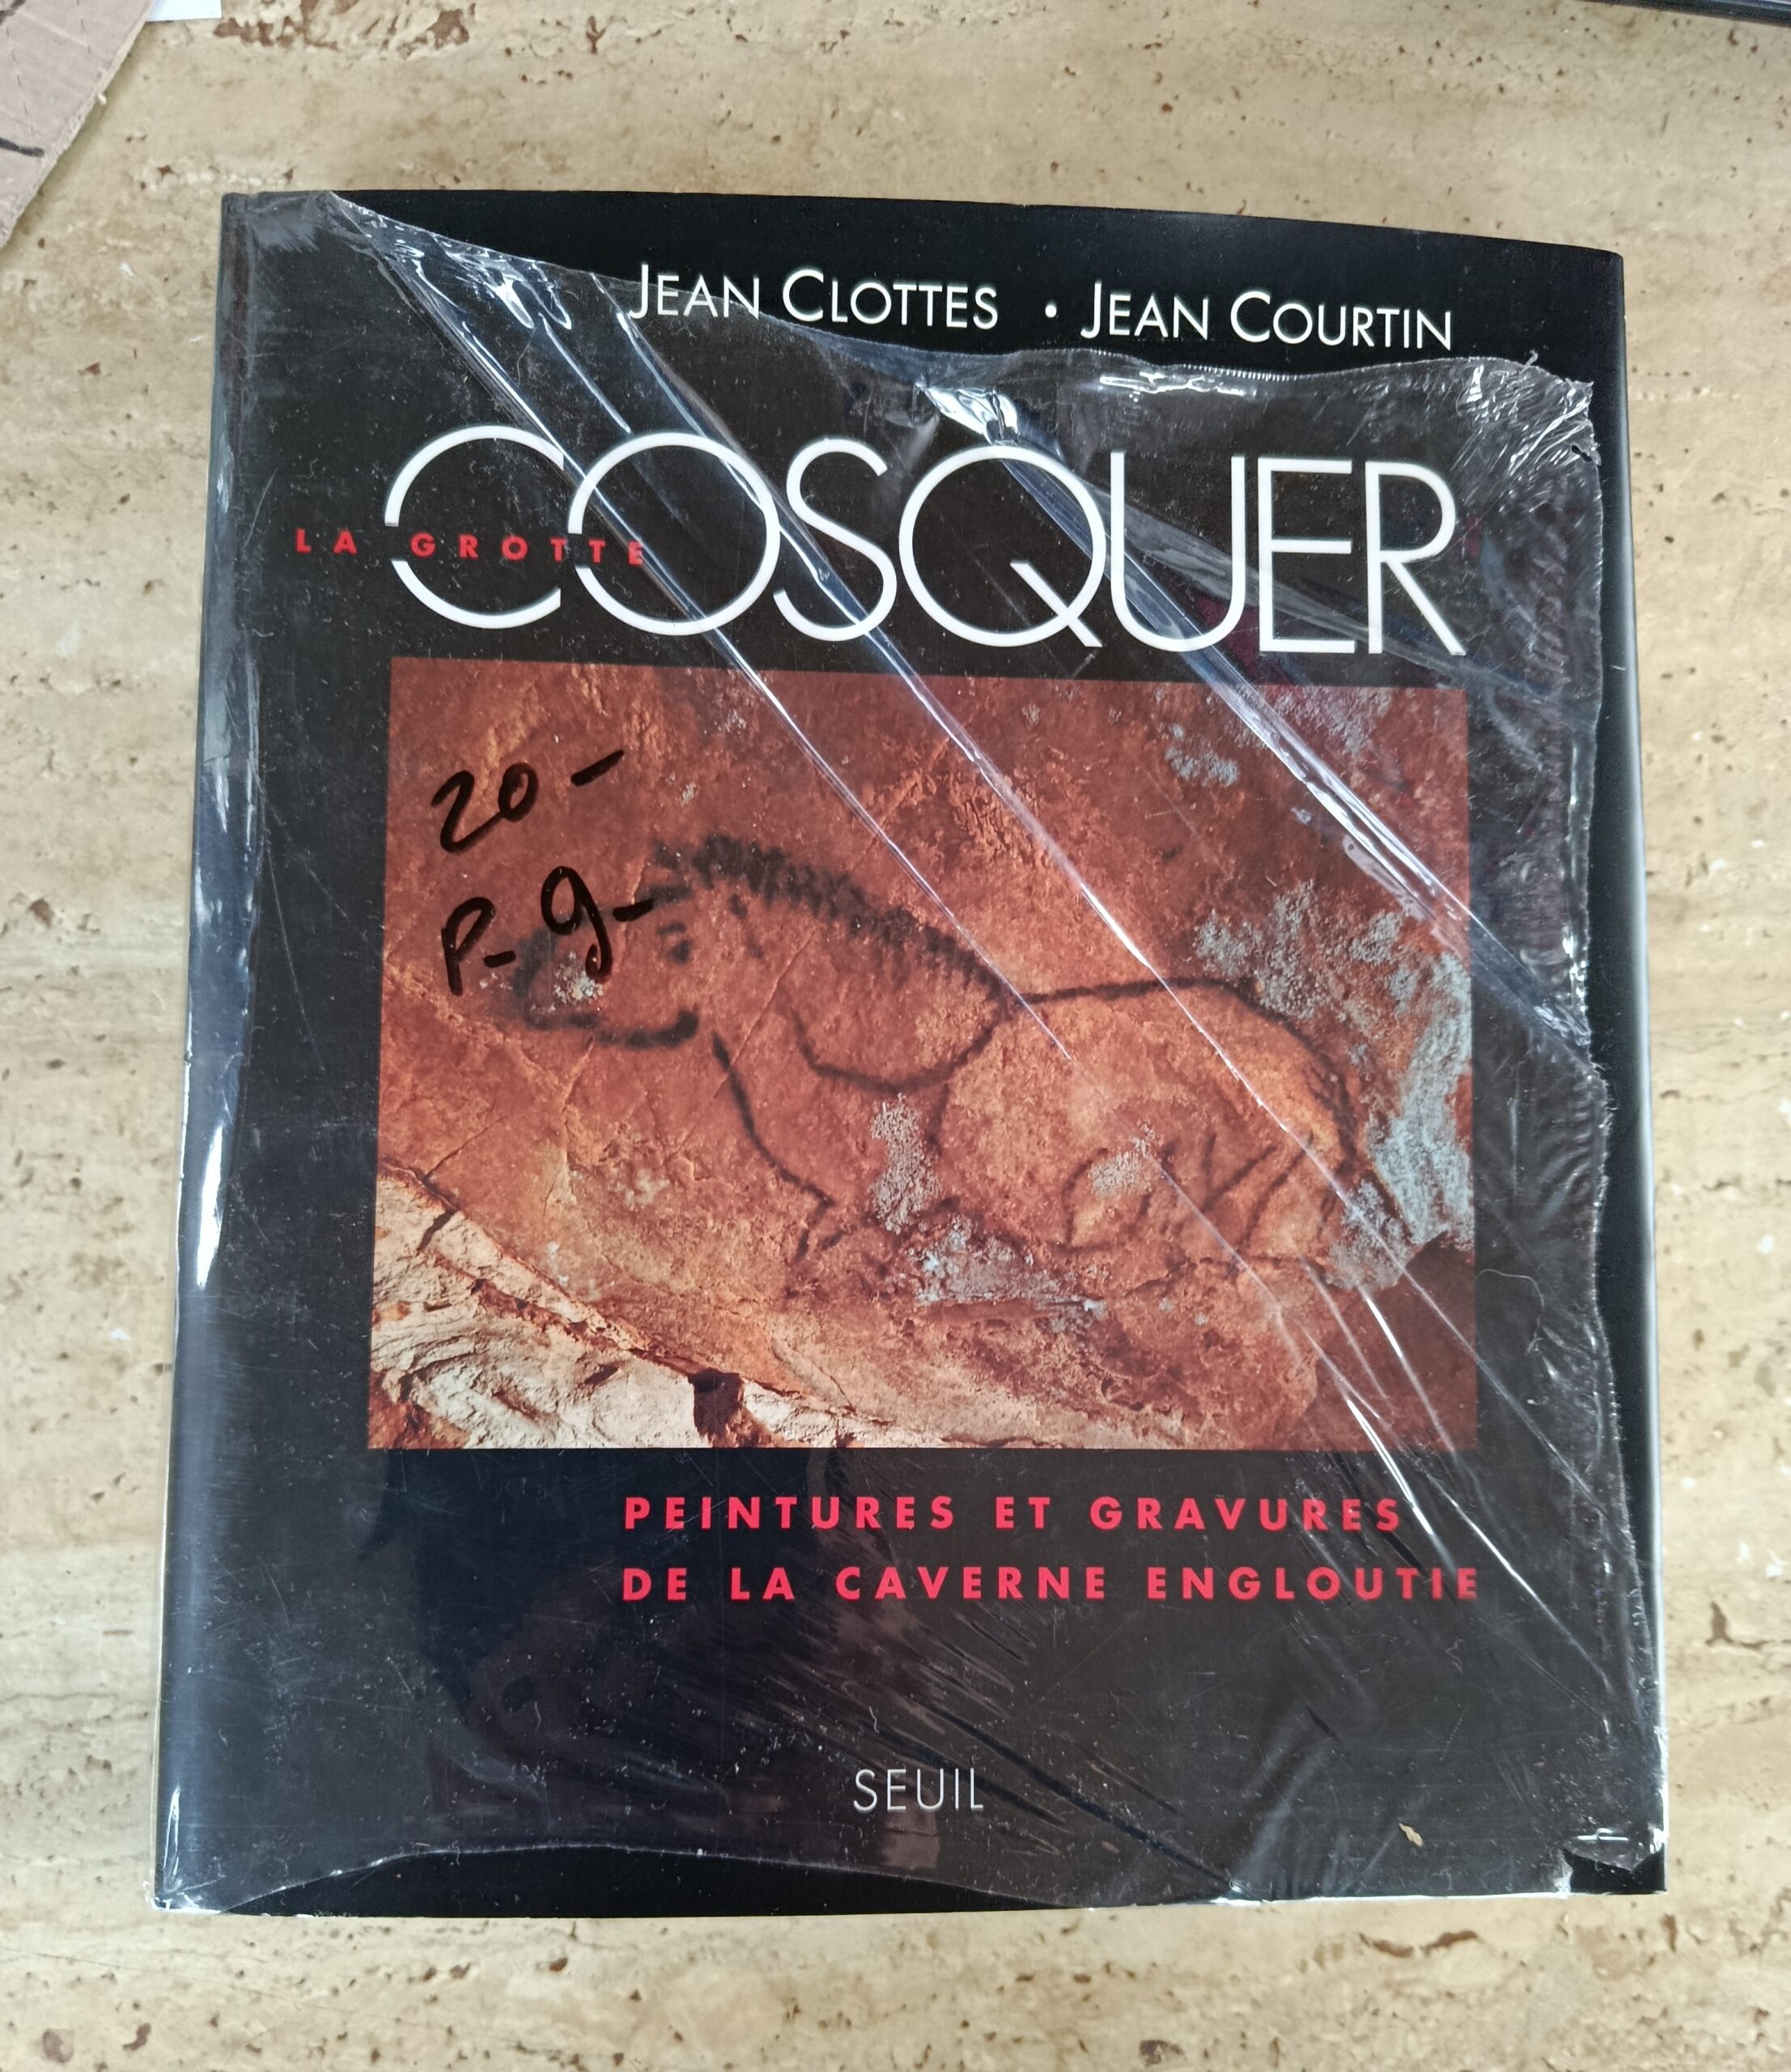 JEAN CLOTTES • JEAN COURTIN
LA GROTTE
COSQUER
20 -
P- 9-
PEINTURES ET GRAVURES
DE LA CAVERNE ENGLOUTIE
SEUIL